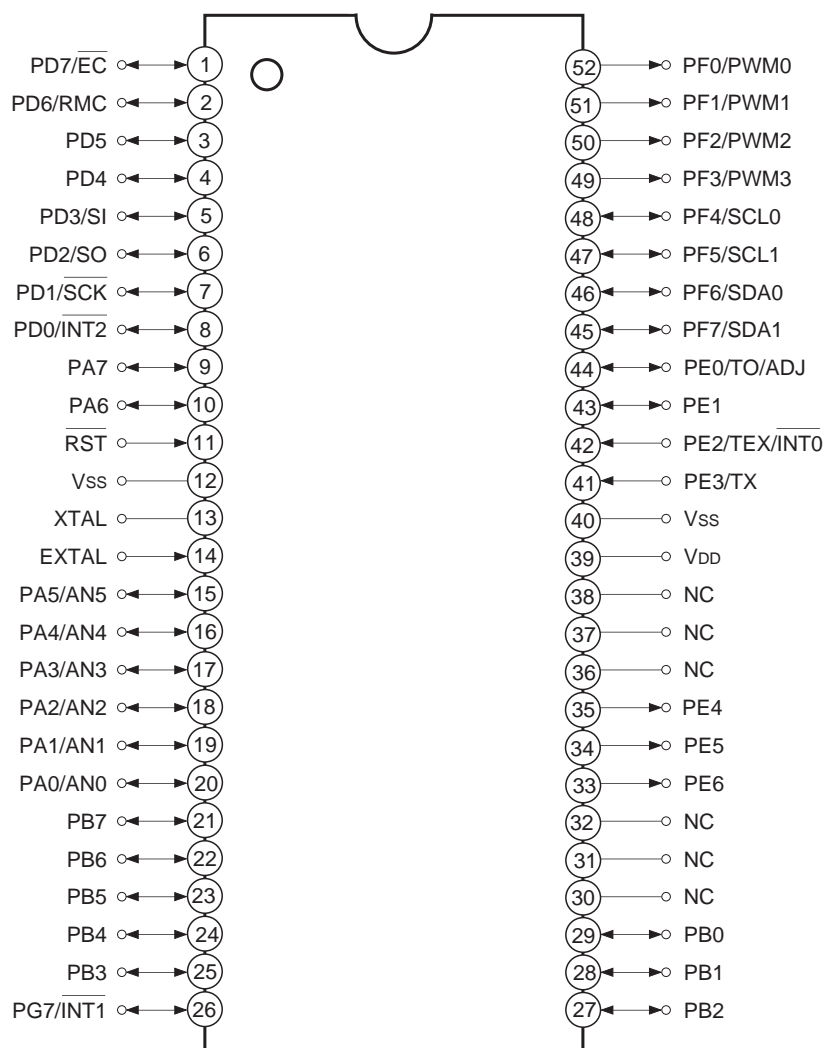 PD7/E̅C̅ 1 52 PF0/PWM0
PD6/RMC 2 51 PF1/PWM1
PD5 3 50 PF2/PWM2
PD4 4 49 PF3/PWM3
PD3/SI 5 48 PF4/SCL0
PD2/SO 6 47 PF5/SCL1
PD1/S̅C̅K̅ 7 46 PF6/SDA0
PD0/I̅N̅T̅2̅ 8 45 PF7/SDA1
PA7 9 44 PE0/TO/ADJ
PA6 10 43 PE1
R̅S̅T̅ 11 42 PE2/TEX/I̅N̅T̅0̅
Vss 12 41 PE3/TX
XTAL 13 40 Vss
EXTAL 14 39 VDD
PA5/AN5 15 38 NC
PA4/AN4 16 37 NC
PA3/AN3 17 36 NC
PA2/AN2 18 35 PE4
PA1/AN1 19 34 PE5
PA0/AN0 20 33 PE6
PB7 21 32 NC
PB6 22 31 NC
PB5 23 30 NC
PB4 24 29 PB0
PB3 25 28 PB1
PG7/I̅N̅T̅1̅ 26 27 PB2